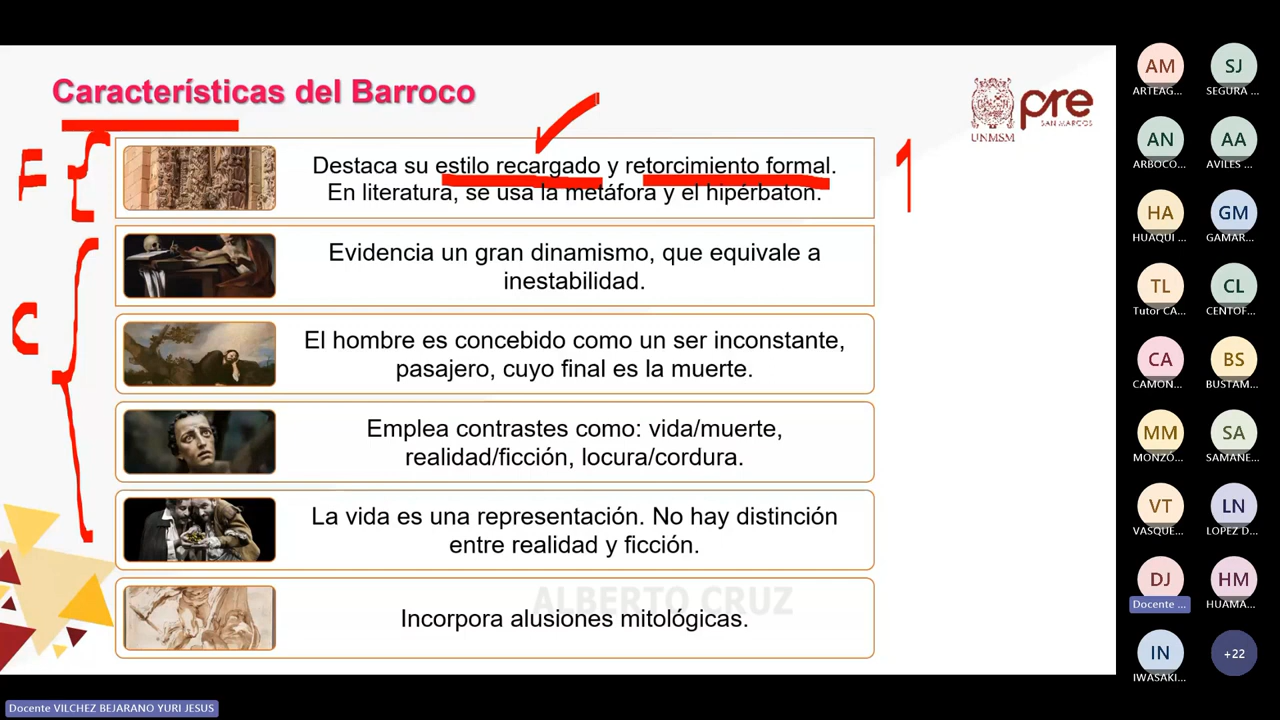 Características del Barroco
UNMSM
pre
SAN MARCOS
F
1
Destaca su estilo recargado y retorcimiento formal.
En literatura, se usa la metáfora y el hipérbaton.
C
Evidencia un gran dinamismo, que equivale a
inestabilidad.
El hombre es concebido como un ser inconstante,
pasajero, cuyo final es la muerte.
Emplea contrastes como: vida/muerte,
realidad/ficción, locura/cordura.
La vida es una representación. No hay distinción
entre realidad y ficción.
ALBERTO CRUZ
Incorpora alusiones mitológicas.
AM
ARTEAG...
SJ
SEGURA ...
AN
ARBOCO...
AA
AVILES ...
HA
HUAQUI ...
GM
GAMAR...
TL
Tutor CA...
CL
CENTOF...
CA
CAMON...
BS
BUSTAM...
MM
MONZÓ...
SA
SAMANE...
VT
VASQUE...
LN
LOPEZ D...
DJ
Docente ...
HM
HUAMA...
IN
IWASAKI...
+22
Docente VILCHEZ BEJARANO YURI JESUS